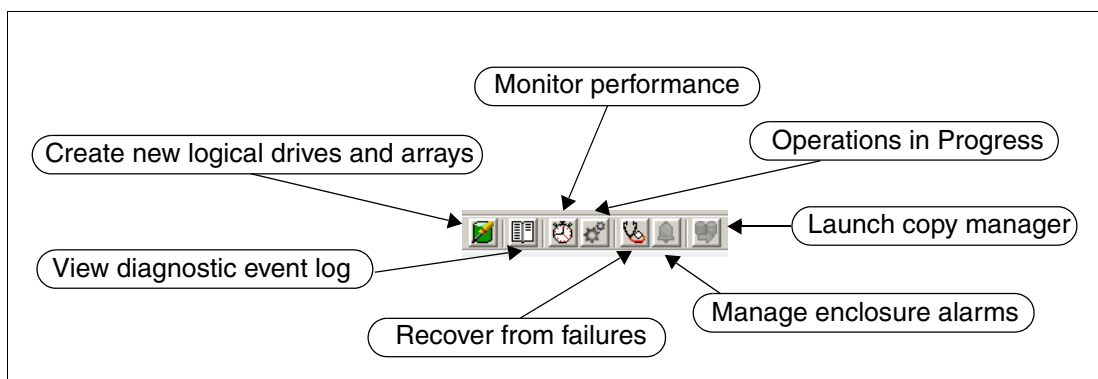 Monitor performance
Operations in Progress
Create new logical drives and arrays
Launch copy manager
View diagnostic event log
Manage enclosure alarms
Recover from failures